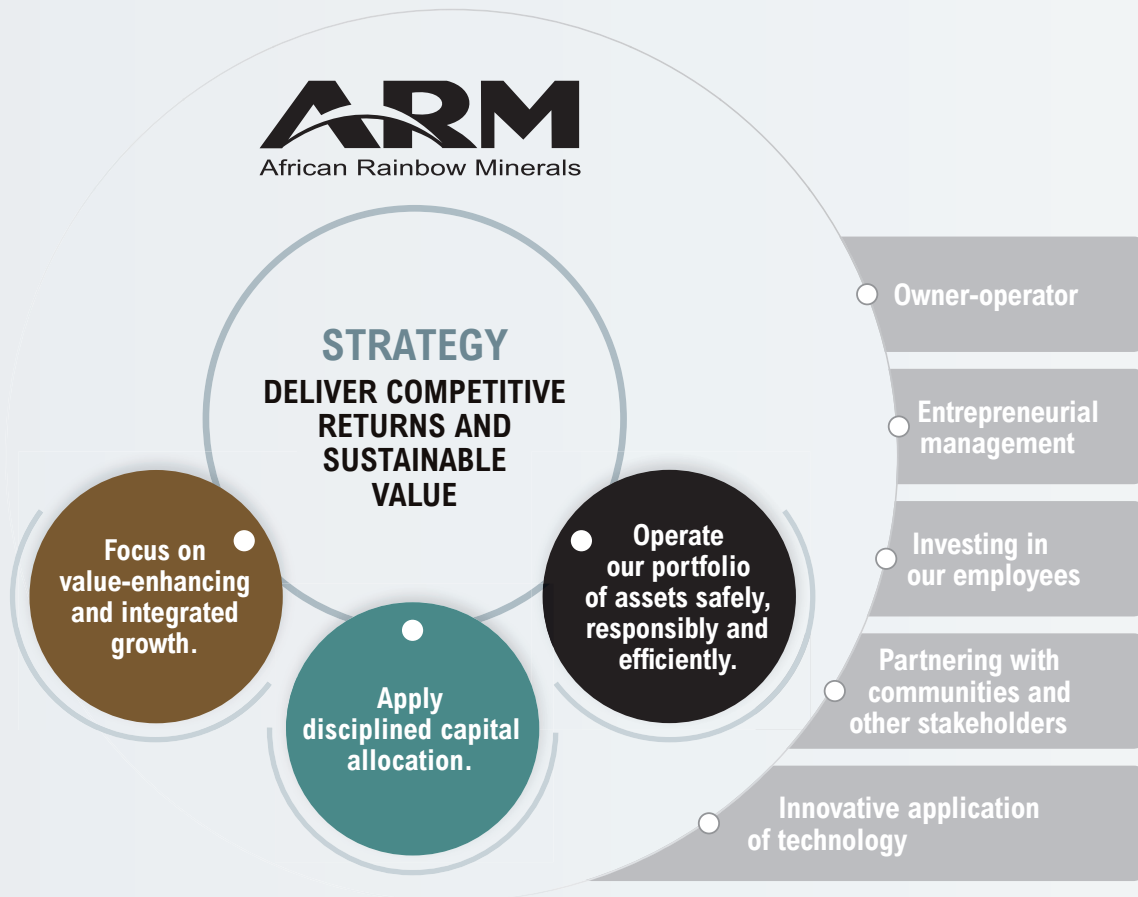 ARM
African Rainbow Minerals
STRATEGY
DELIVER COMPETITIVE
RETURNS AND
SUSTAINABLE
VALUE
Focus on
value-enhancing
and integrated
growth.
Apply
disciplined capital
allocation.
Operate
our portfolio
of assets safely,
responsibly and
efficiently.
Owner-operator
Entrepreneurial
management
Investing in
our employees
Partnering with
communities and
other stakeholders
Innovative application
of technology